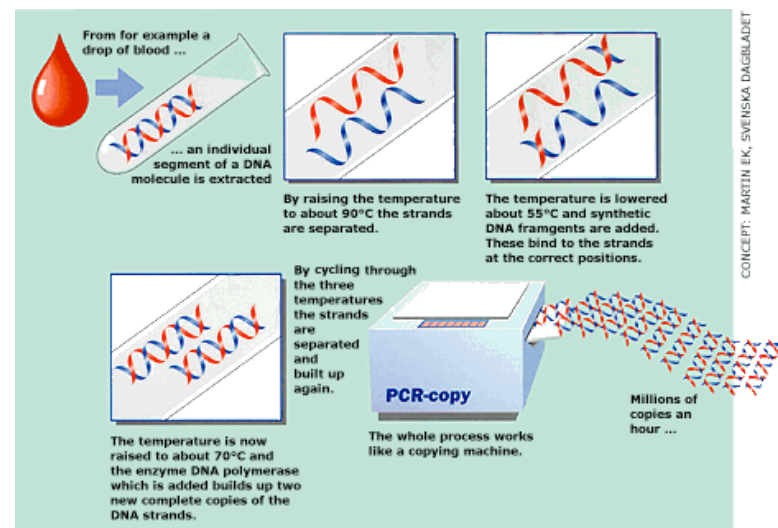 From for example a
drop of blood ...
... an individual
segment of a DNA
molecule is extracted
By raising the temperature
to about 90°C the strands
are separated.
The temperature is lowered
about 55°C and synthetic
DNA framgents are added.
These bind to the strands
at the correct positions.
The temperature is now
raised to about 70°C and
the enzyme DNA polymerase
which is added builds up two
new complete copies of the
DNA strands.
By cycling through
the three
temperatures
the strands
are
separated
and
built up
again.
PCR-copy
The whole process works
like a copying machine.
Millions of
copies an
hour ...
CONCEPT: MARTIN EK, SVENSKA DAGBLADET